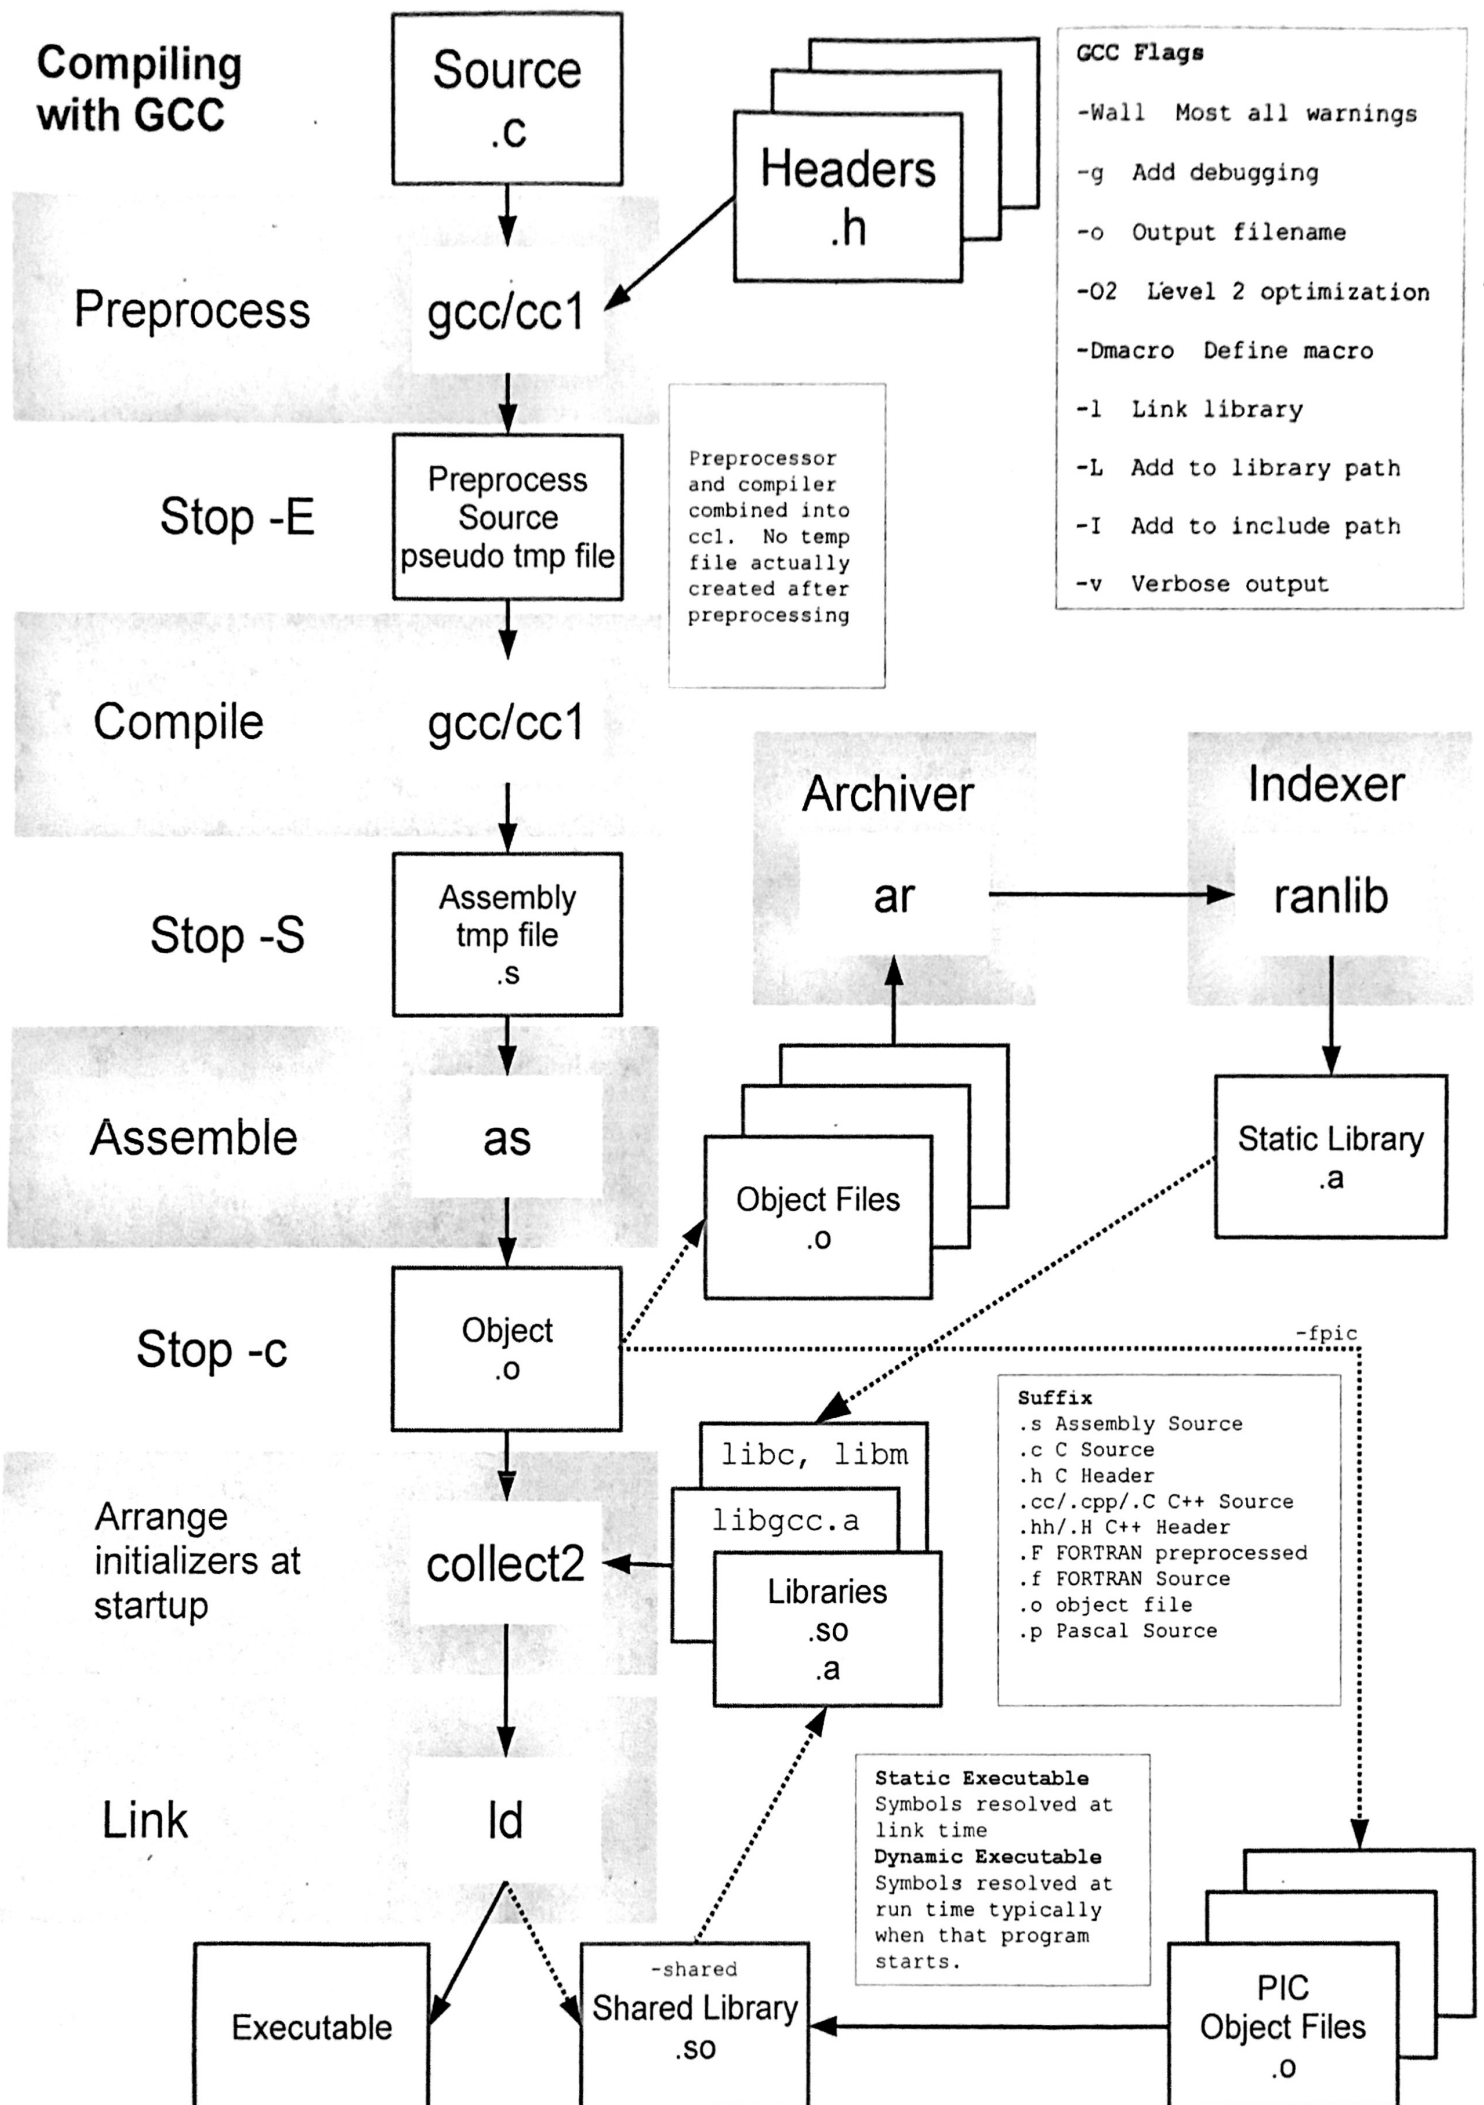 Compiling
with GCC
Source
.c
Headers
.h
GCC Flags
-Wall  Most all warnings
-g  Add debugging
-o  Output filename
-O2  Level 2 optimization
-Dmacro  Define macro
-l  Link library
-L  Add to library path
-I  Add to include path
-v  Verbose output
Preprocess
gcc/cc1
Stop -E
Preprocess
Source
pseudo tmp file
Preprocessor
and compiler
combined into
cc1.  No temp
file actually
created after
preprocessing
Compile
gcc/cc1
Archiver
ar
Indexer
ranlib
Stop -S
Assembly
tmp file
.s
Assemble
as
Object Files
.o
Static Library
.a
Stop -c
Object
.o
-fpic
Suffix
.s Assembly Source
.c C Source
.h C Header
.cc/.cpp/.C C++ Source
.hh/.H C++ Header
.F FORTRAN preprocessed
.f FORTRAN Source
.o object file
.p Pascal Source
libc, libm
libgcc.a
Libraries
.so
.a
Arrange
initializers at
startup
collect2
Link
ld
Static Executable
Symbols resolved at
link time
Dynamic Executable
Symbols resolved at
run time typically
when that program
starts.
Executable
-shared
Shared Library
.so
PIC
Object Files
.o